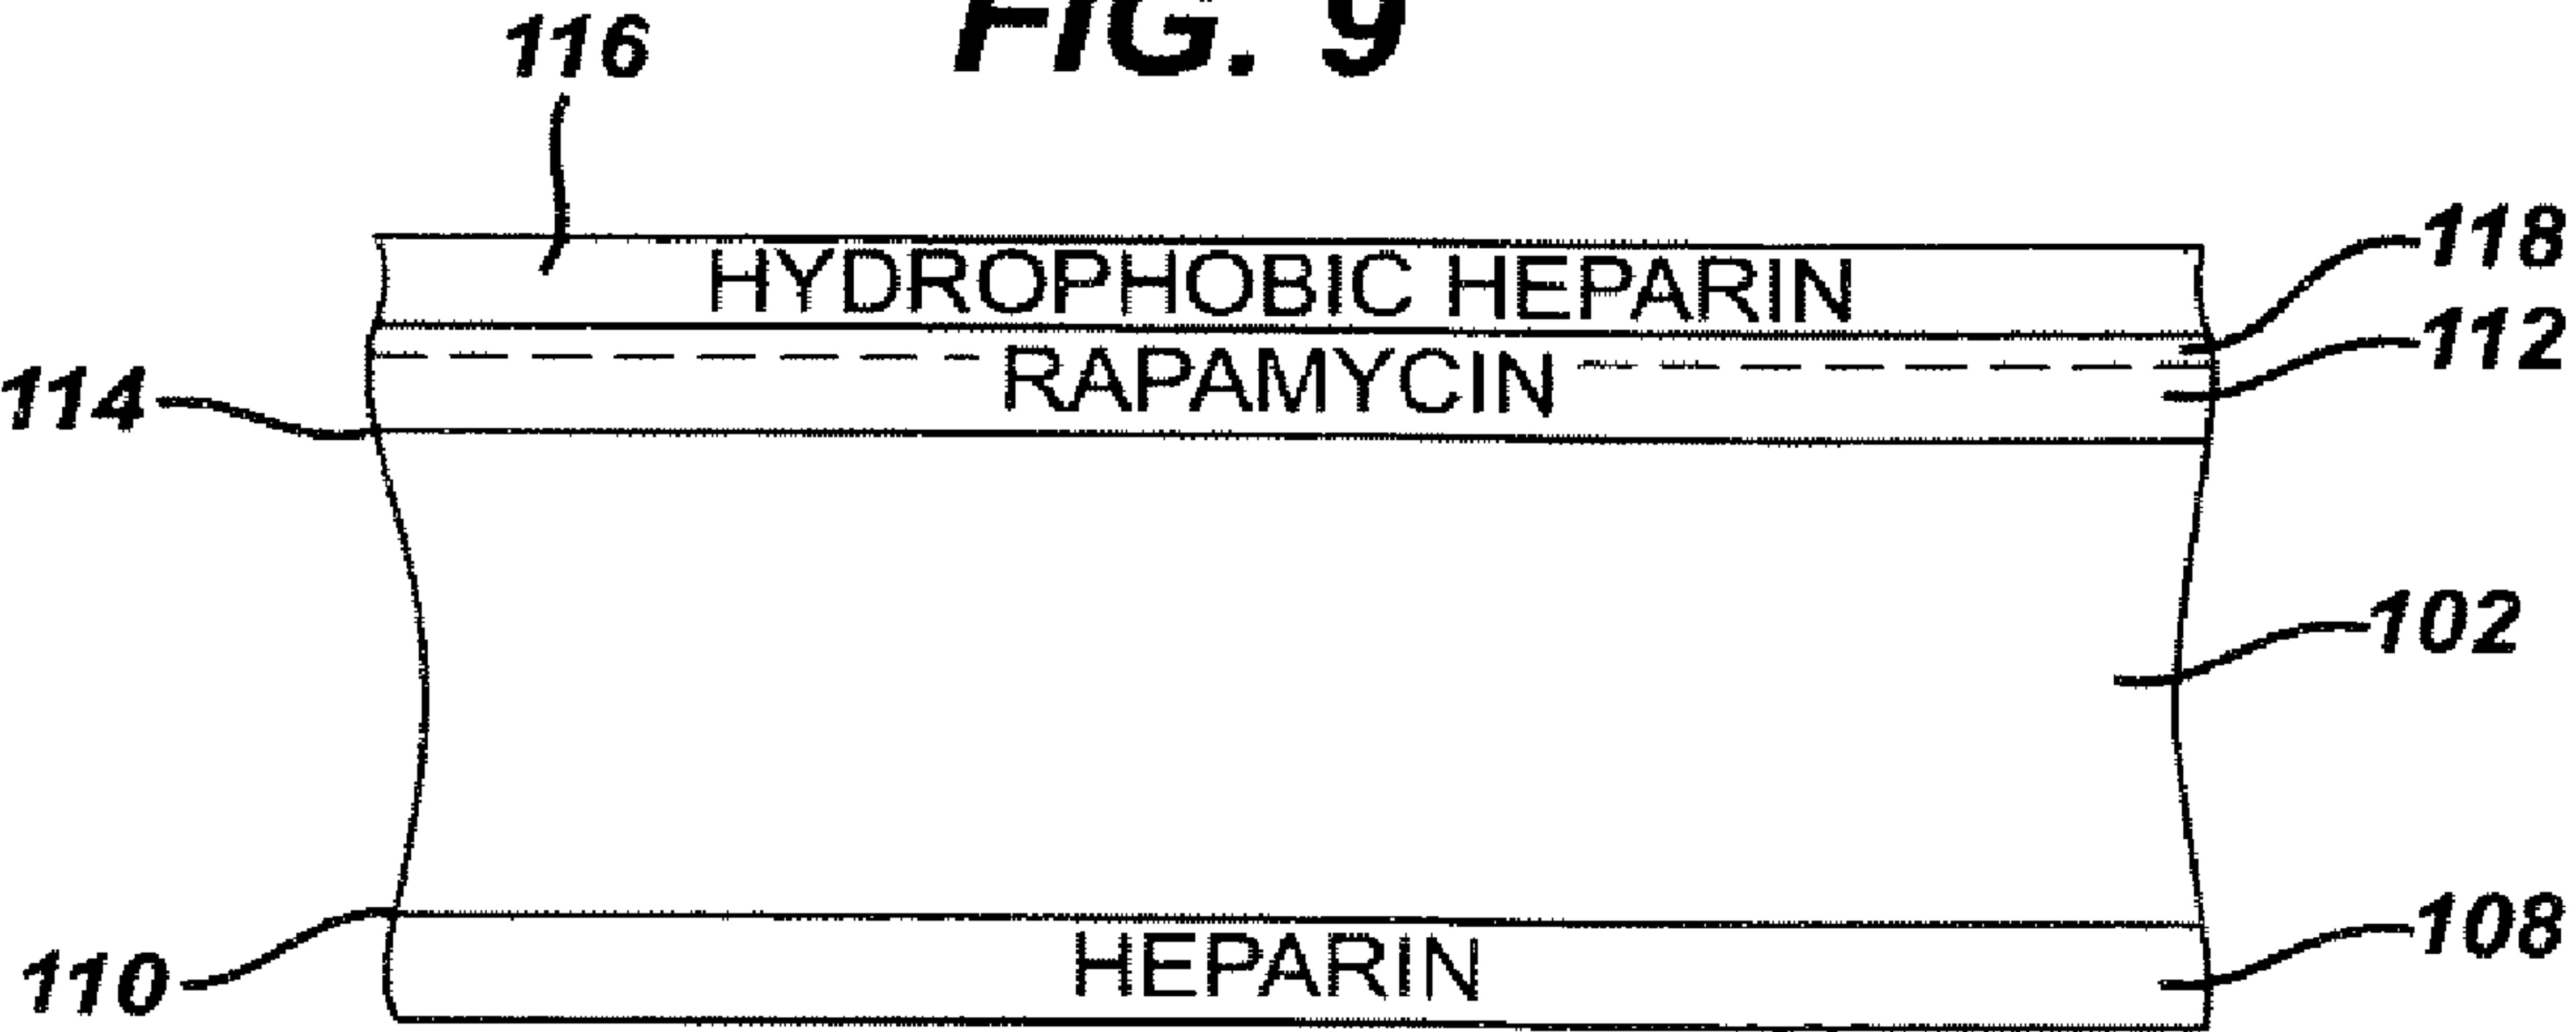 FIG. 9
116
HYDROPHOBIC HEPARIN
118
RAPAMYCIN
112
114
102
HEPARIN
108
110